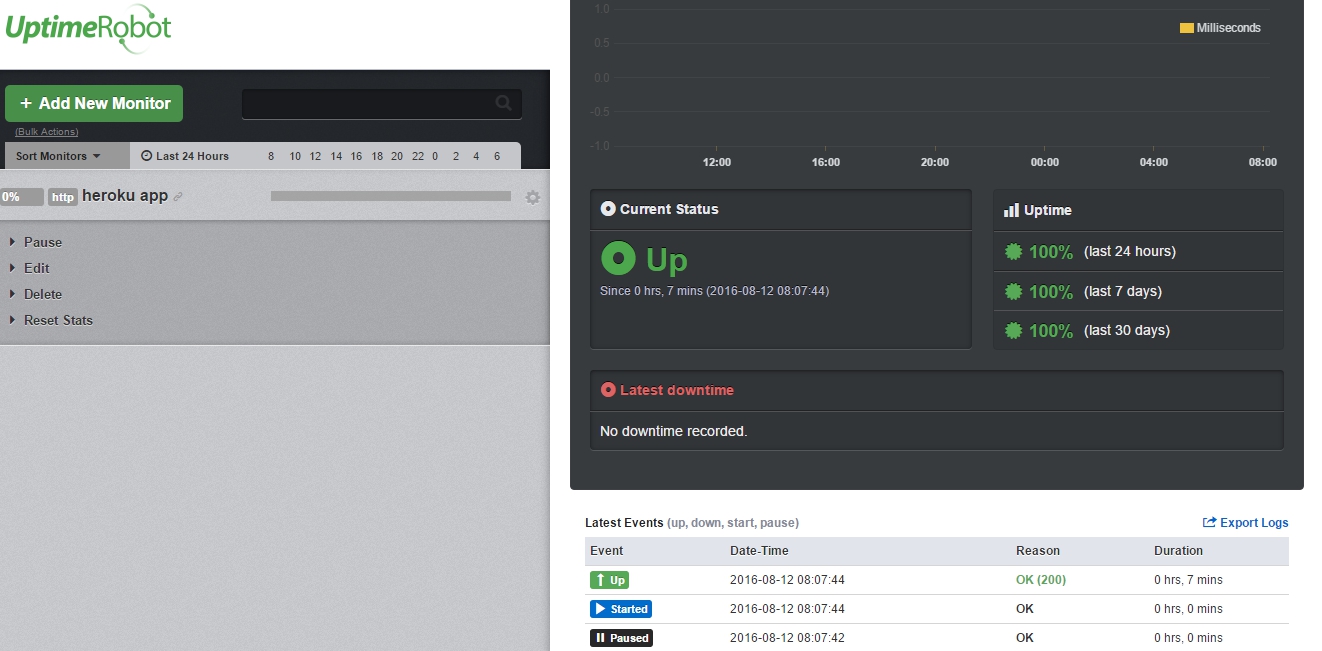 UptimeRobot
+ Add New Monitor
(Bulk Actions)
Sort Monitors Last 24 Hours 8 10 12 14 16 18 20 22 0 2 4 6
0% http heroku app
Pause
Edit
Delete
Reset Stats
1.0
Milliseconds
0.5
0.0
-0.5
-1.0
12:00 16:00 20:00 00:00 04:00 08:00
Current Status
Up
Since 0 hrs, 7 mins (2016-08-12 08:07:44)
Uptime
100% (last 24 hours)
100% (last 7 days)
100% (last 30 days)
Latest downtime
No downtime recorded.
Latest Events (up, down, start, pause) Export Logs
Event Date-Time Reason Duration
Up 2016-08-12 08:07:44 OK (200) 0 hrs, 7 mins
Started 2016-08-12 08:07:44 OK 0 hrs, 0 mins
Paused 2016-08-12 08:07:42 OK 0 hrs, 0 mins